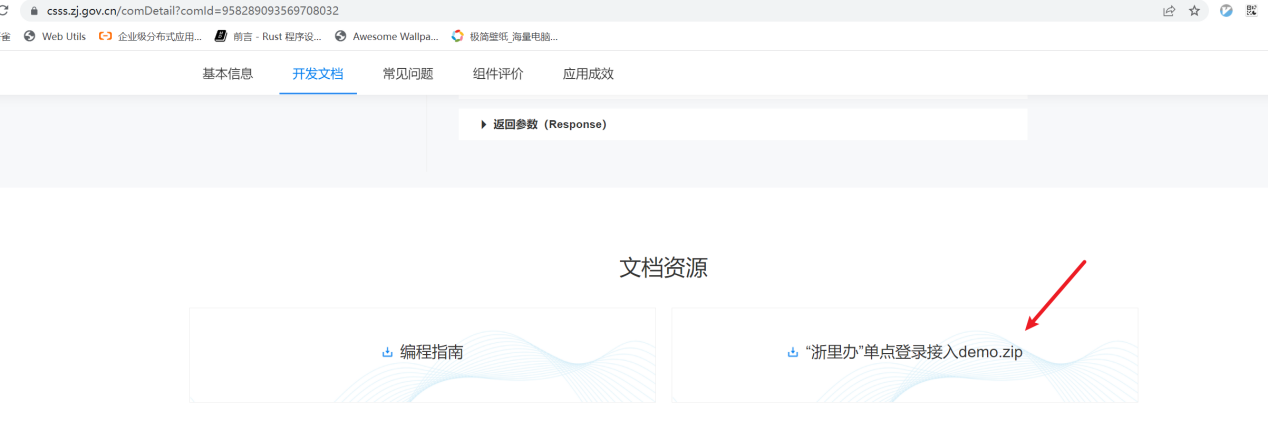 csss.zj.gov.cn/comDetail?comId=958289093569708032
雀 Web Utils 企业级分布式应用... 前言 - Rust 程序设... Awesome Wallpa... 极简壁纸_海量电脑...
基本信息 开发文档 常见问题 组件评价 应用成效
返回参数（Response）
文档资源
编程指南 “浙里办”单点登录接入demo.zip